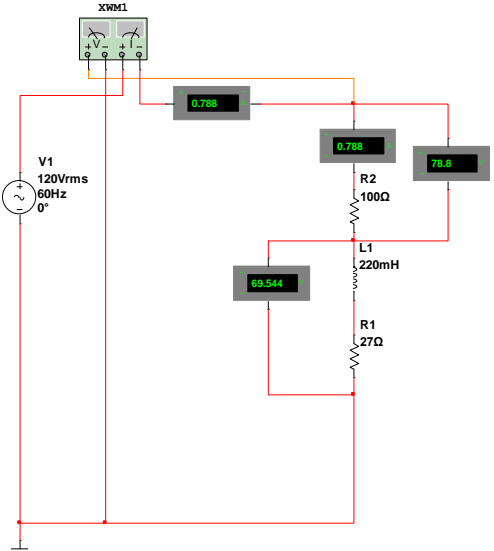 XWM1
V I
+ - + -
0.788
0.788
78.8
V1
120Vrms
60Hz
0°
R2
100Ω
L1
220mH
69.544
R1
27Ω